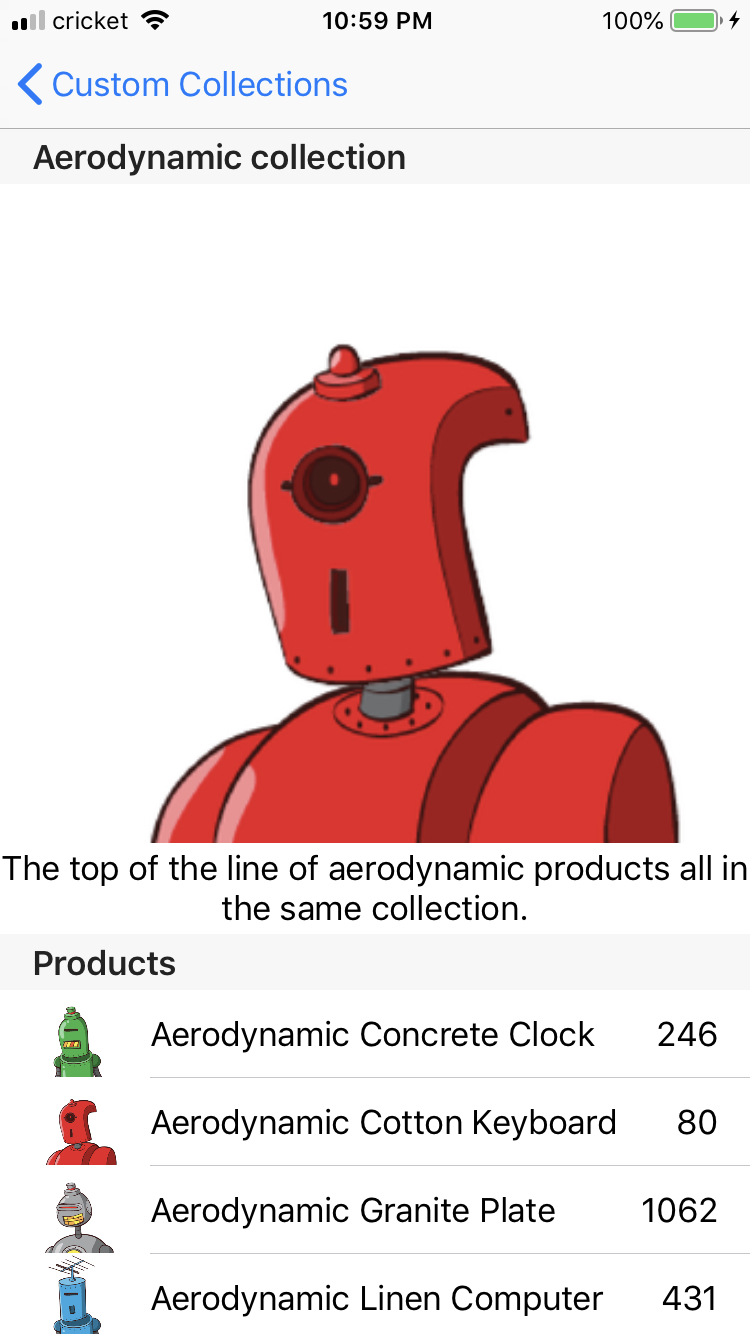 cricket 10:59 PM 100%
Custom Collections
Aerodynamic collection
The top of the line of aerodynamic products all in
the same collection.
Products
Aerodynamic Concrete Clock 246
Aerodynamic Cotton Keyboard 80
Aerodynamic Granite Plate 1062
Aerodynamic Linen Computer 431